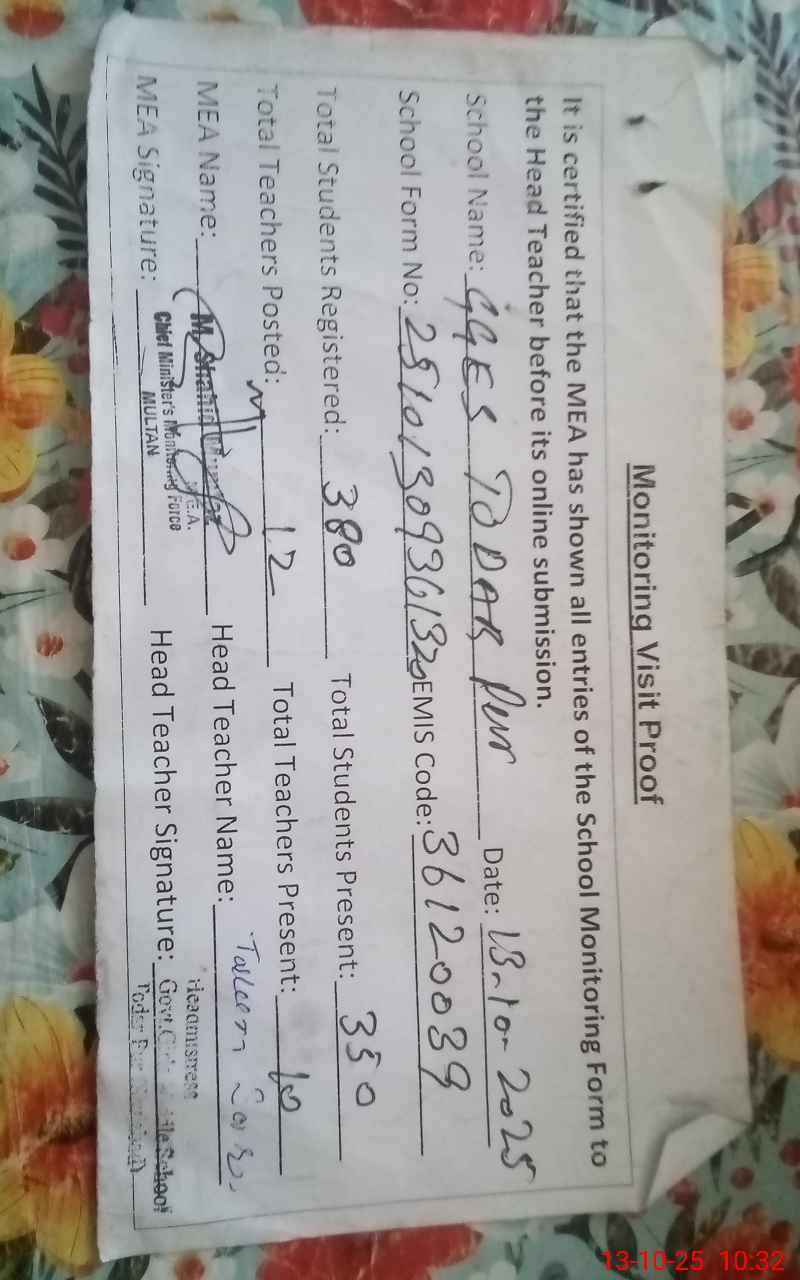 Monitoring Visit Proof
It is certified that the MEA has shown all entries of the School Monitoring Form to
the Head Teacher before its online submission.
School Name: GGES TODAR PUR Date: 13-10-2025
School Form No: EMIS Code: 36120039
Total Students Registered: 380 Total Students Present: 350
Total Teachers Posted: 12 Total Teachers Present: 10
MEA Name: M. Shahid M.E.A. Head Teacher Name:
MEA Signature: Chief Minister's Monitoring Force Head Teacher Signature: Headmistress
MULTAN
School
13-10-25 10:32